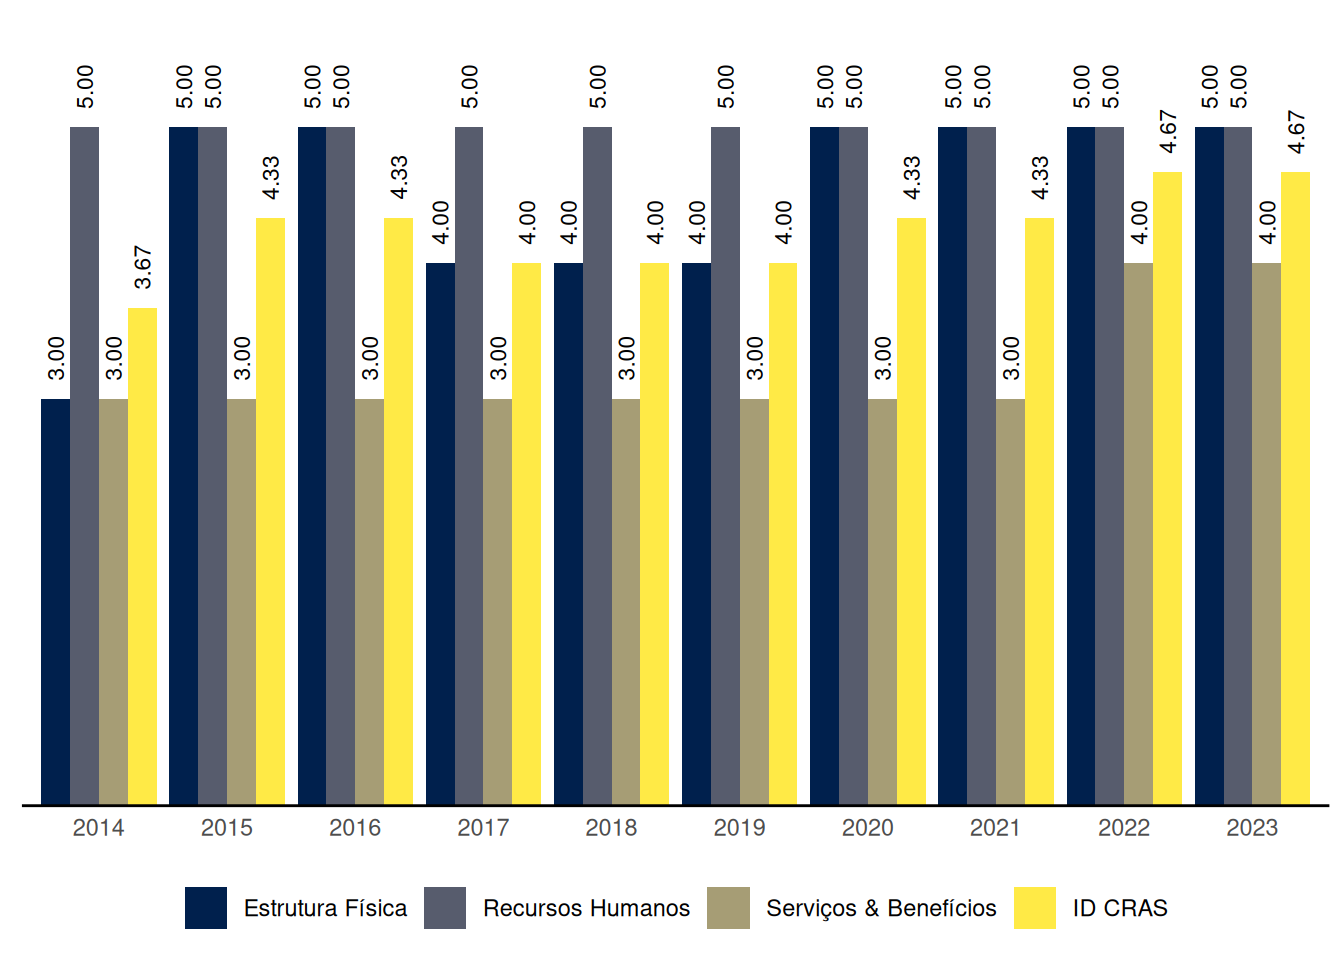 5.00 5.00 5.00 5.00 5.00 5.00 5.00 5.00 5.00 5.00 5.00 5.00 5.00 5.00 5.00 5.00
4.67 4.67
4.33 4.33 4.33 4.33
4.00 4.00 4.00 4.00 4.00 4.00 4.00 4.00
3.67
3.00 3.00 3.00 3.00 3.00 3.00 3.00 3.00 3.00
2014 2015 2016 2017 2018 2019 2020 2021 2022 2023
Estrutura Física Recursos Humanos Serviços & Benefícios ID CRAS